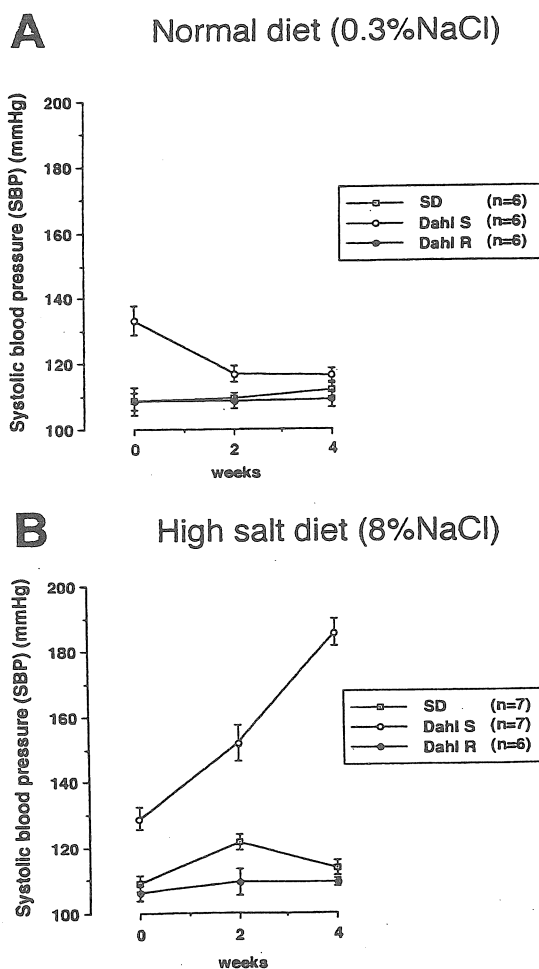 A Normal diet (0.3%NaCl)
Systolic blood pressure (SBP) (mmHg)
200
180
160
140
120
100
SD (n=6)
Dahl S (n=6)
Dahl R (n=6)
0 2 4
weeks
B High salt diet (8%NaCl)
Systolic blood pressure (SBP) (mmHg)
200
180
160
140
120
100
SD (n=7)
Dahl S (n=7)
Dahl R (n=6)
0 2 4
weeks